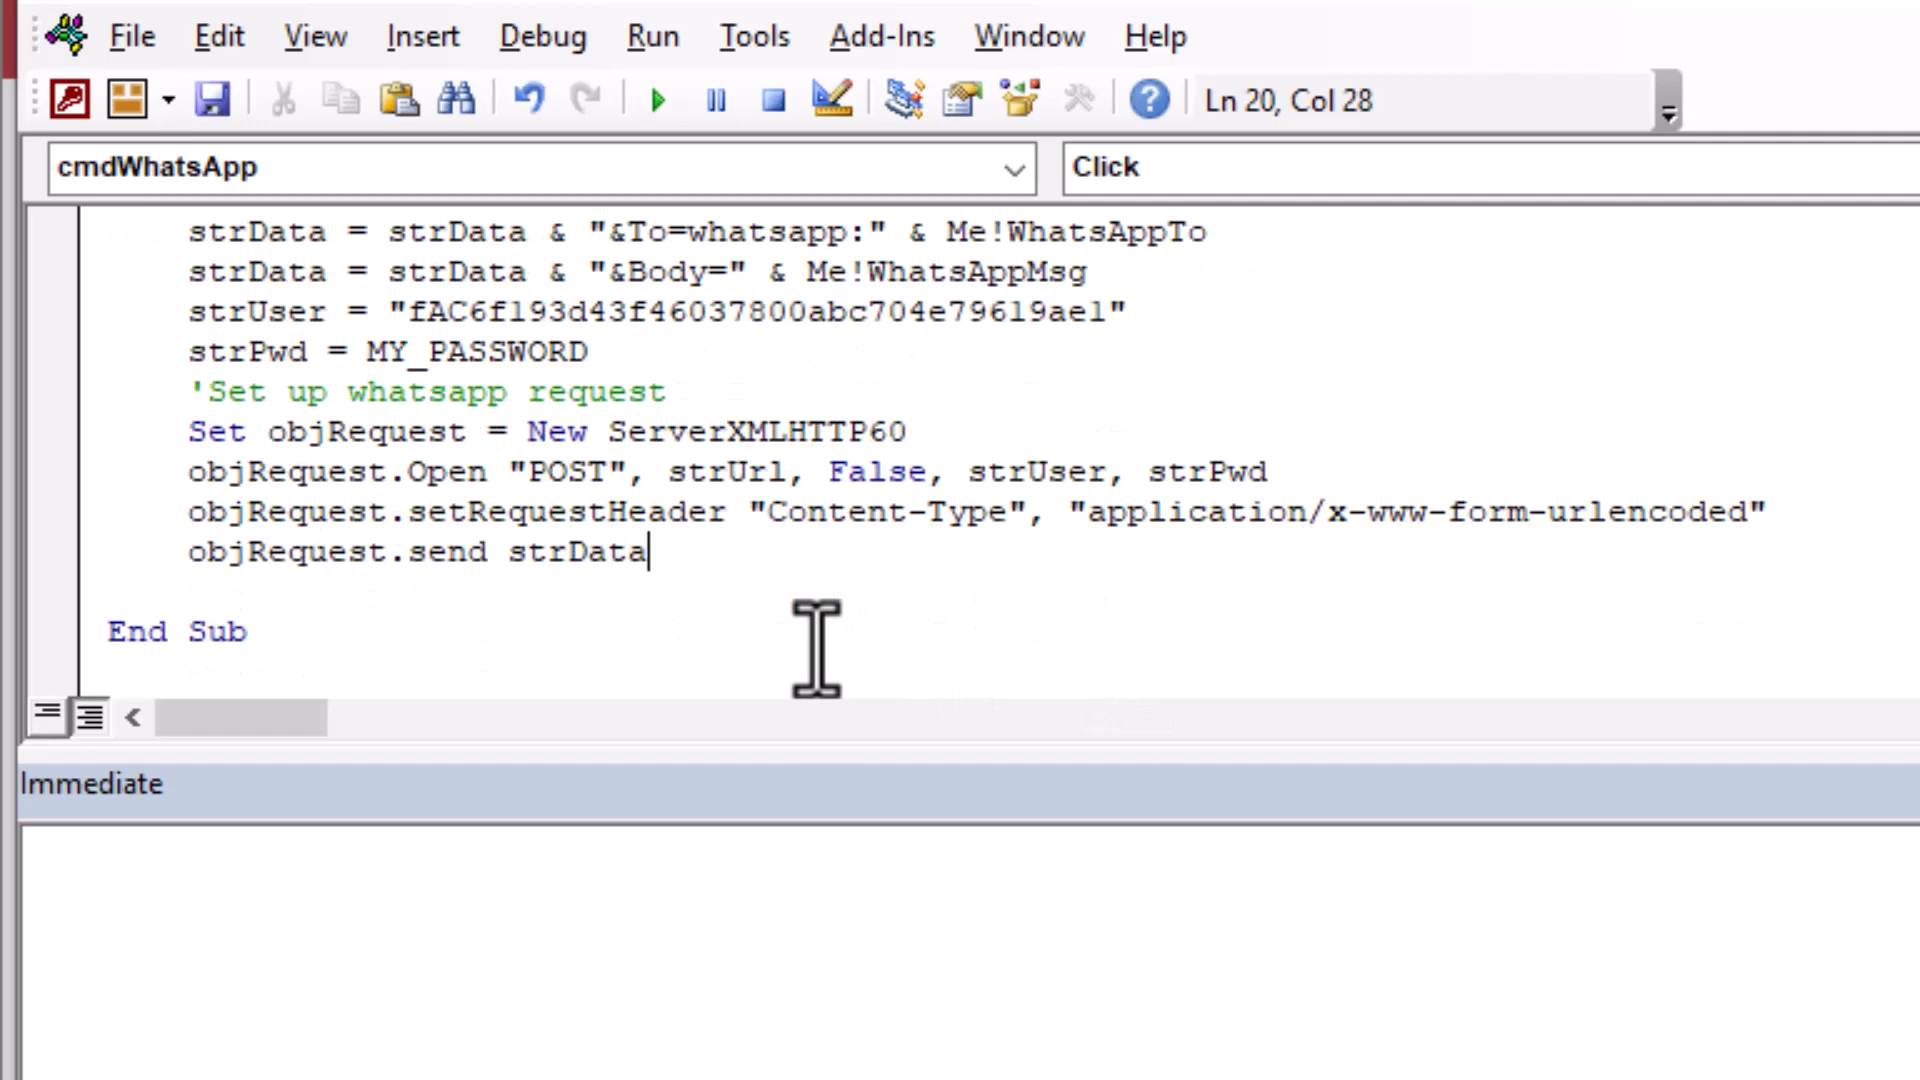 File Edit View Insert Debug Run Tools Add-Ins Window Help
Ln 20, Col 28
cmdWhatsApp Click
strData = strData & "&To=whatsapp:" & Me!WhatsAppTo
strData = strData & "&Body=" & Me!WhatsAppMsg
strUser = "fAC6f193d43f46037800abc704e79619ae1"
strPwd = MY_PASSWORD
'Set up whatsapp request
Set objRequest = New ServerXMLHTTP60
objRequest.Open "POST", strUrl, False, strUser, strPwd
objRequest.setRequestHeader "Content-Type", "application/x-www-form-urlencoded"
objRequest.send strData
End Sub
Immediate